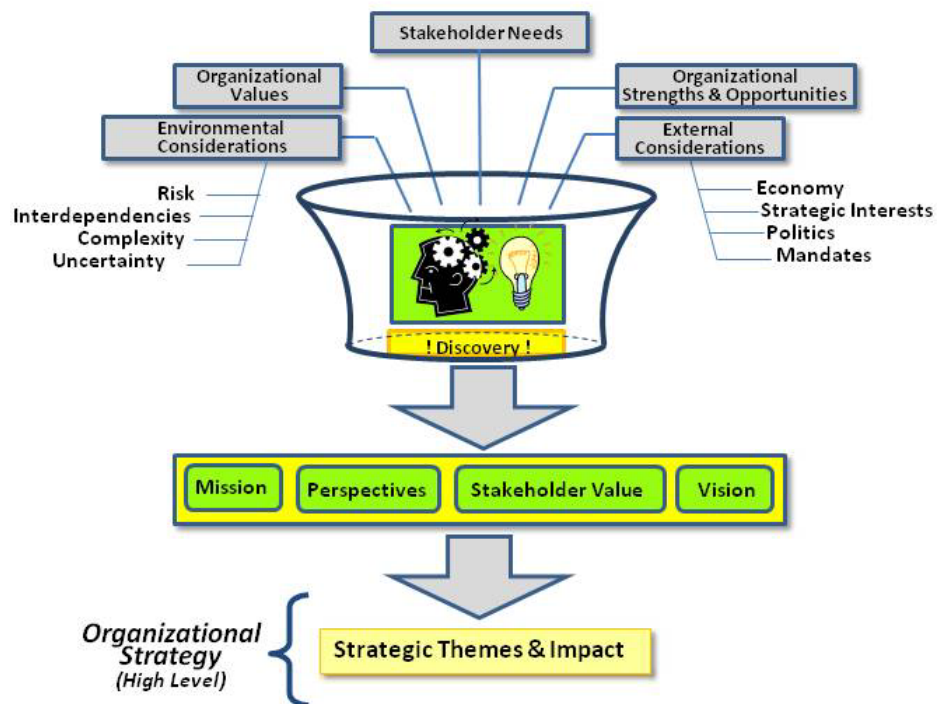 Stakeholder Needs
Organizational
Values
Organizational
Strengths & Opportunities
Environmental
Considerations
External
Considerations
Risk
Interdependencies
Complexity
Uncertainty
Economy
Strategic Interests
Politics
Mandates
! Discovery !
Mission
Perspectives
Stakeholder Value
Vision
Organizational
Strategy
(High Level)
Strategic Themes & Impact